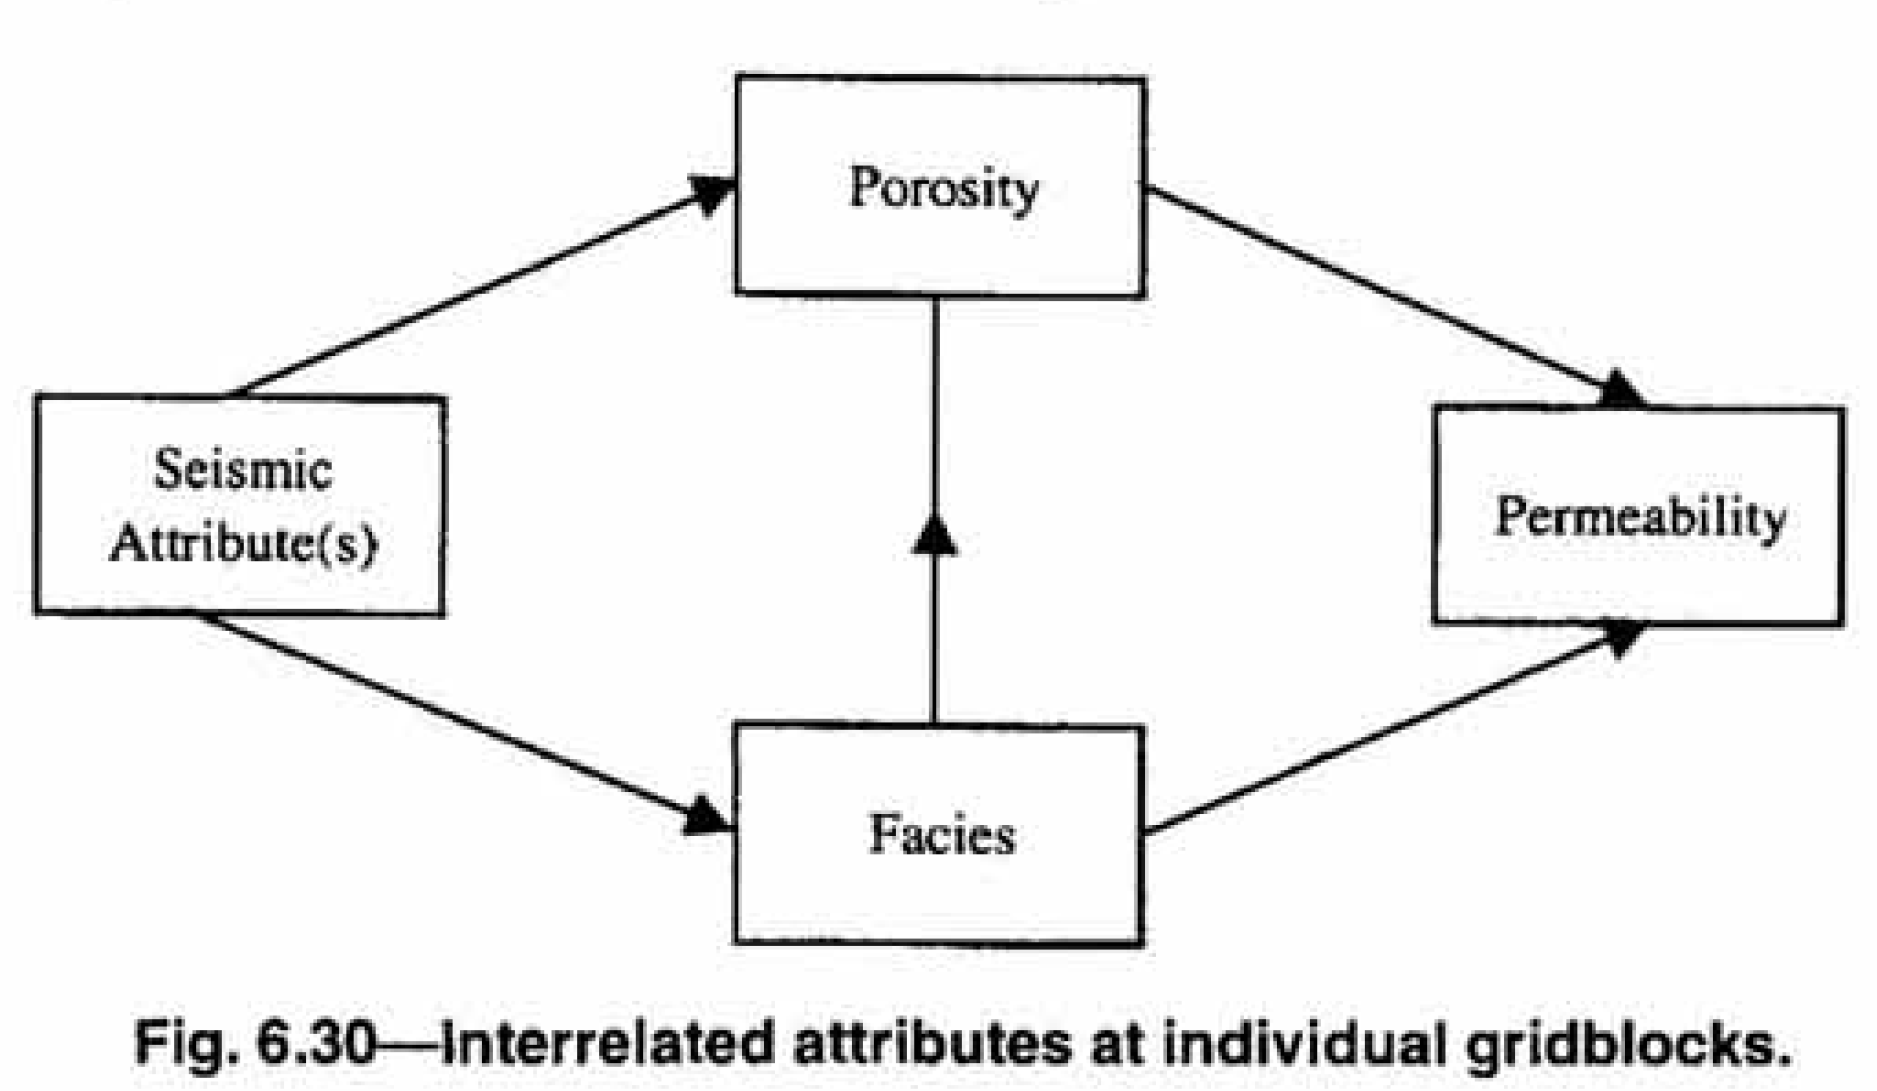 Porosity
Seismic
Attribute(s)
Permeability
Facies
Fig. 6.30—Interrelated attributes at individual gridblocks.